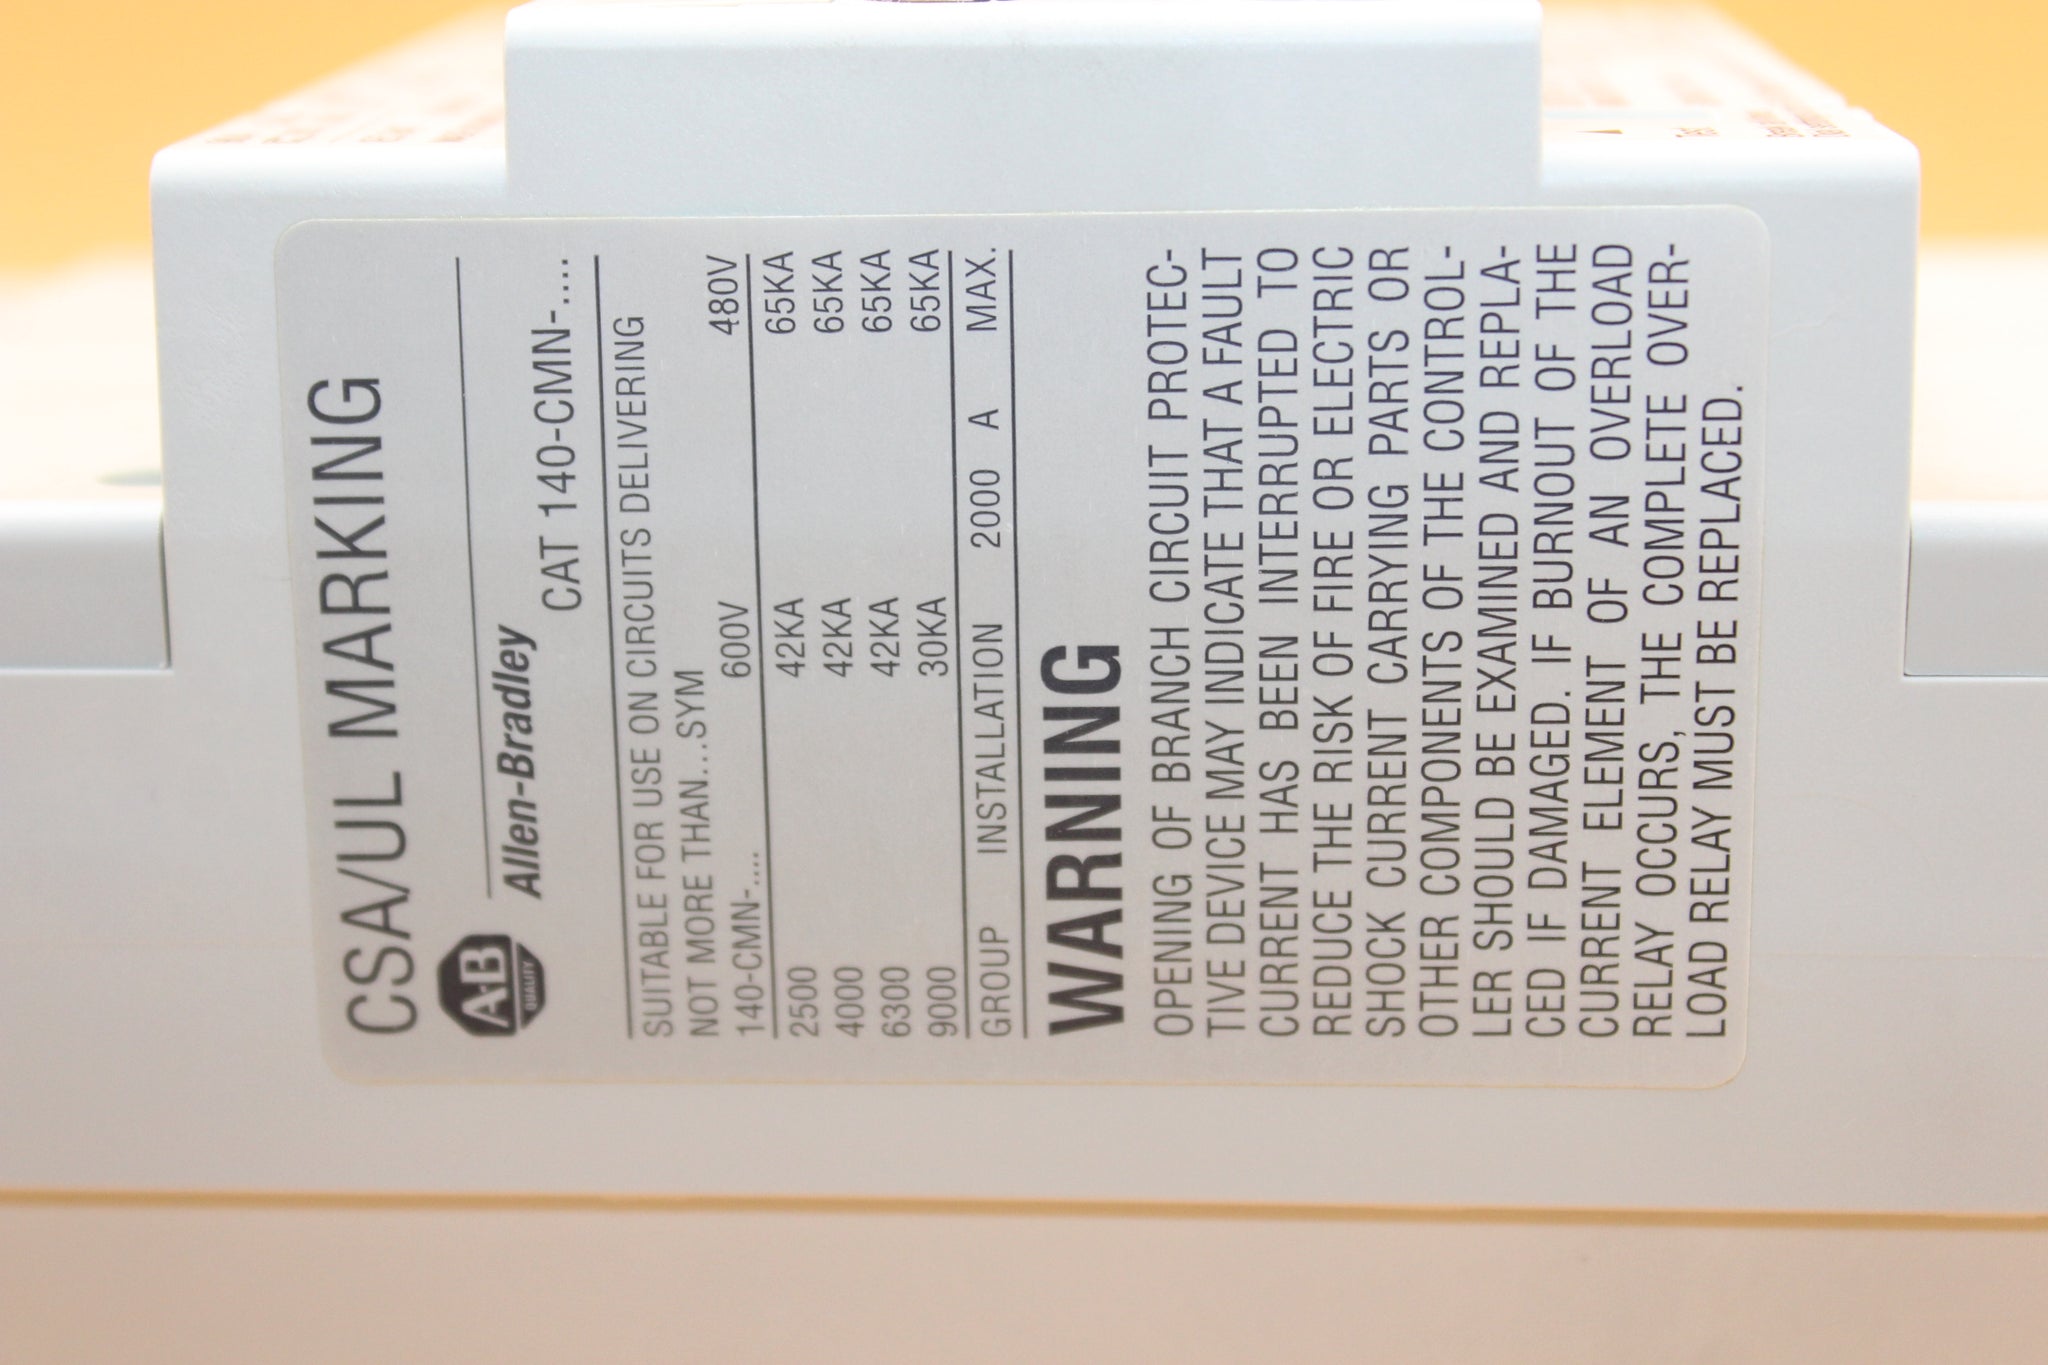 CSA/UL MARKING
A-B
QUALITY
Allen-Bradley
CAT 140-CMN-....
SUITABLE FOR USE ON CIRCUITS DELIVERING
NOT MORE THAN...SYM
140-CMN-.... 600V 480V
2500 42KA 65KA
4000 42KA 65KA
6300 42KA 65KA
9000 30KA 65KA
GROUP INSTALLATION 2000 A MAX.
WARNING
OPENING OF BRANCH CIRCUIT PROTEC-
TIVE DEVICE MAY INDICATE THAT A FAULT
CURRENT HAS BEEN INTERRUPTED TO
REDUCE THE RISK OF FIRE OR ELECTRIC
SHOCK CURRENT CARRYING PARTS OR
OTHER COMPONENTS OF THE CONTROL-
LER SHOULD BE EXAMINED AND REPLA-
CED IF DAMAGED. IF BURNOUT OF THE
CURRENT ELEMENT OF AN OVERLOAD
RELAY OCCURS, THE COMPLETE OVER-
LOAD RELAY MUST BE REPLACED.